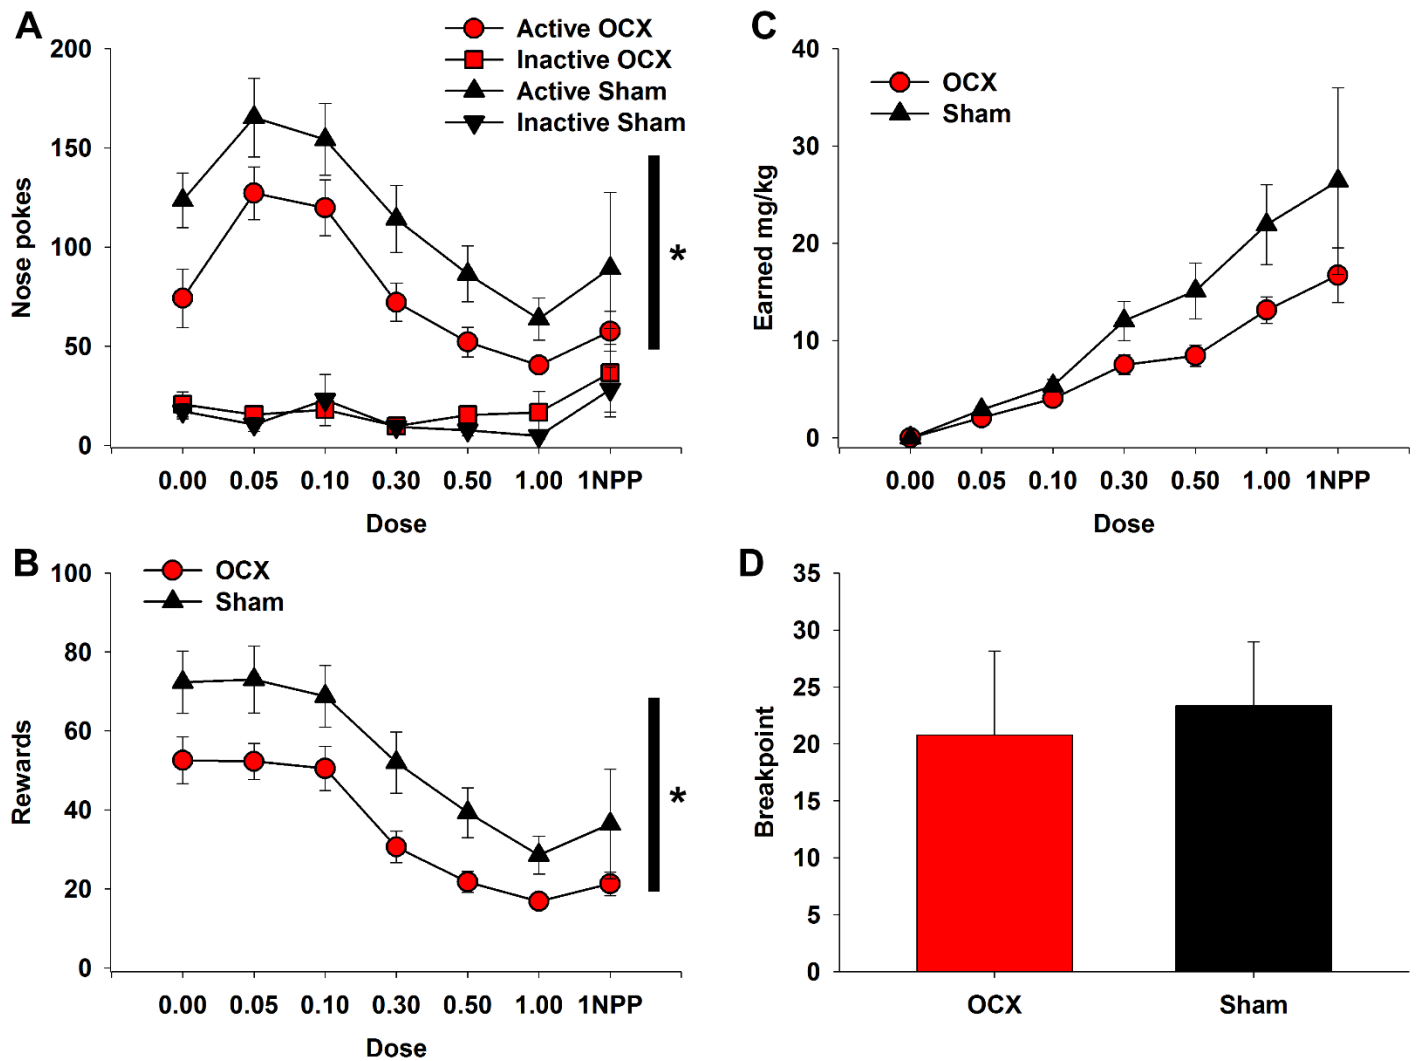 A
Active OCX
Inactive OCX
Active Sham
Inactive Sham
200
150
100
50
0
Nose pokes
*
0.00 0.05 0.10 0.30 0.50 1.00 1NPP
Dose
C
OCX
Sham
40
30
20
10
0
Earned mg/kg
0.00 0.05 0.10 0.30 0.50 1.00 1NPP
Dose
B
OCX
Sham
100
80
60
40
20
0
Rewards
*
0.00 0.05 0.10 0.30 0.50 1.00 1NPP
Dose
D
35
30
25
20
15
10
5
0
Breakpoint
OCX Sham